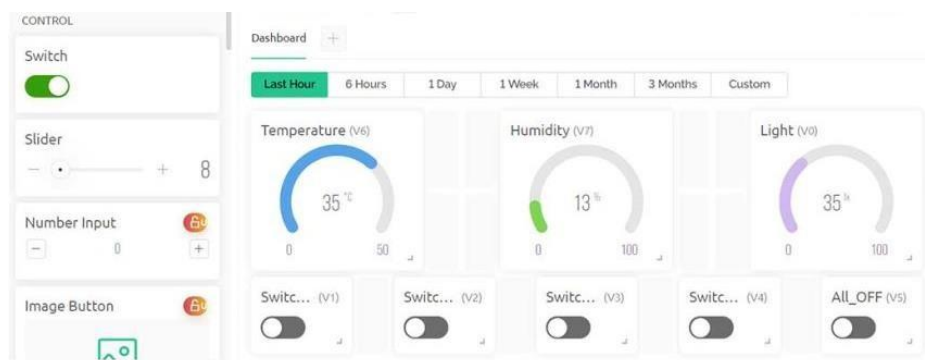 CONTROL
Switch
Slider
8
Number Input
0
Image Button
Dashboard
Last Hour 6 Hours 1 Day 1 Week 1 Month 3 Months Custom
Temperature (V6)
35 °C
0 50
Humidity (V7)
13 %
0 100
Light (V0)
35 lx
0 100
Switc... (V1)
Switc... (V2)
Switc... (V3)
Switc... (V4)
All_OFF (V5)